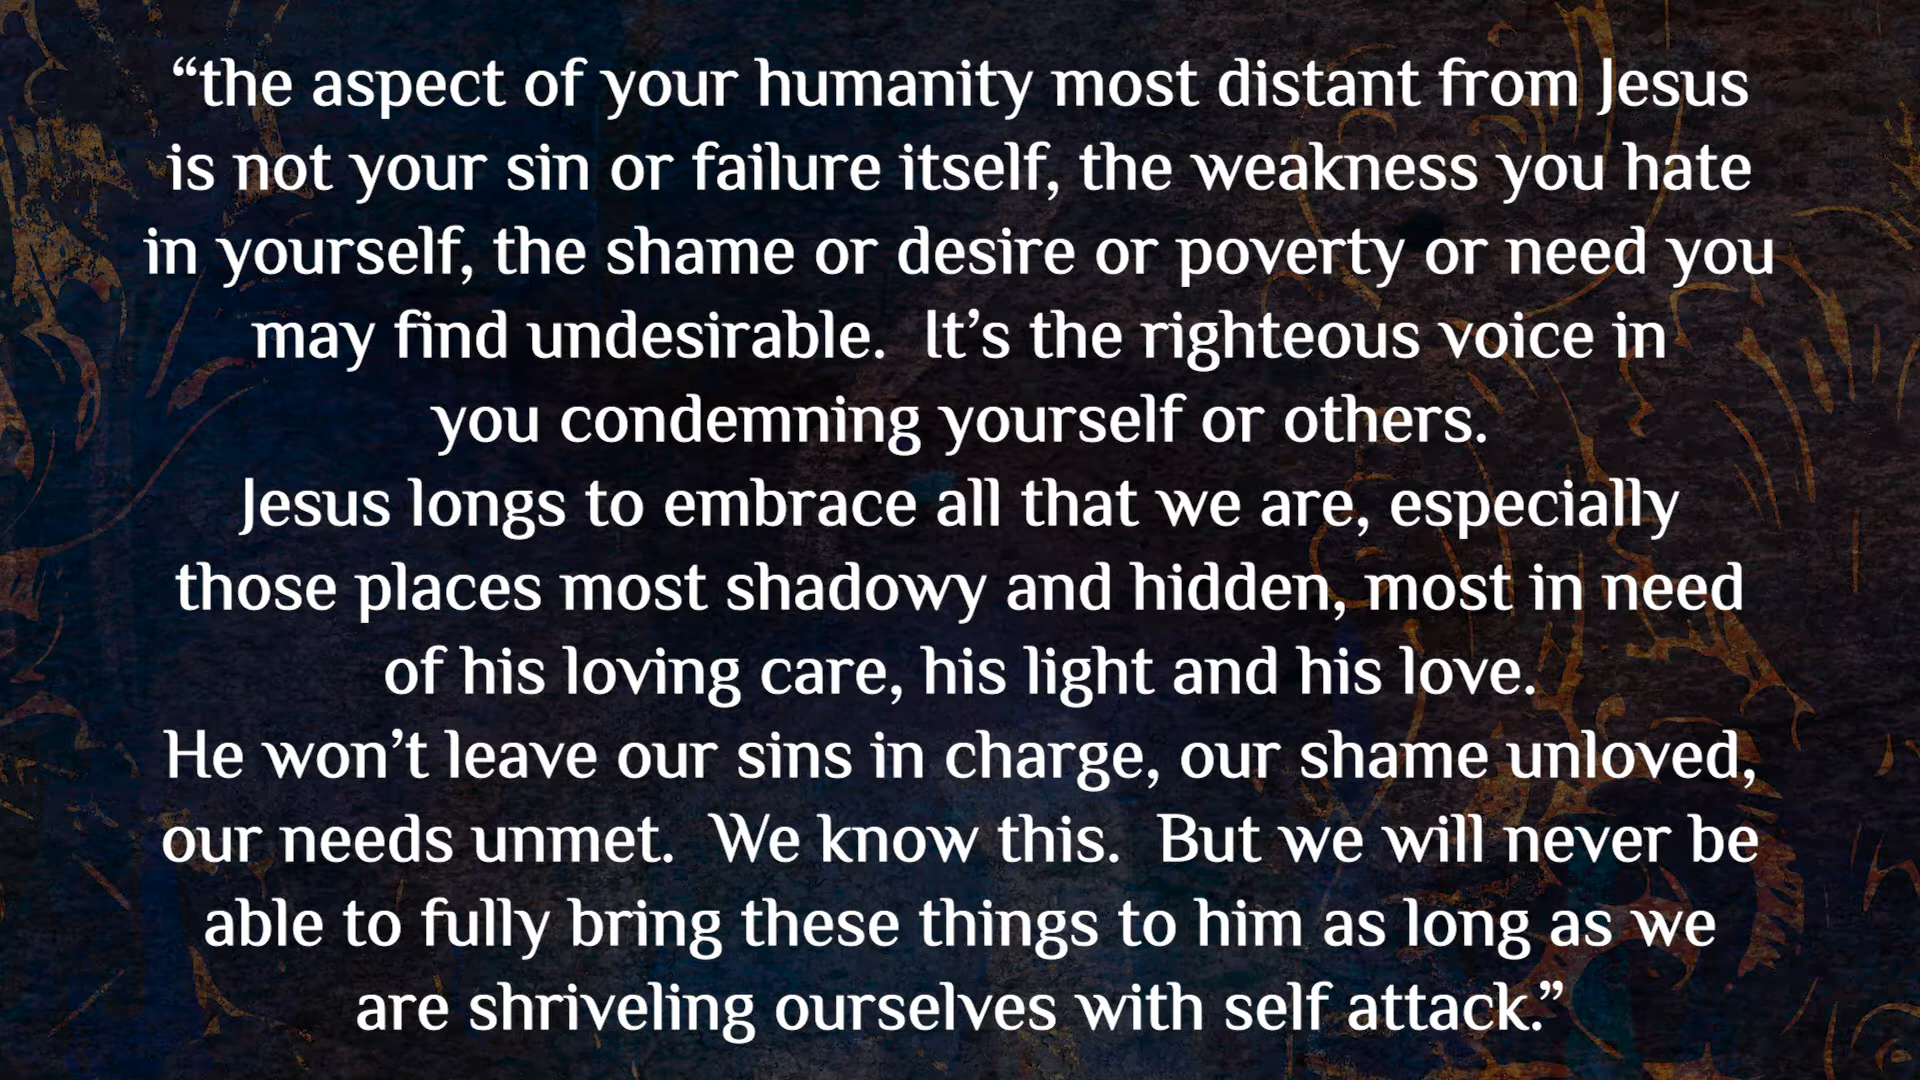 “the aspect of your humanity most distant from Jesus
is not your sin or failure itself, the weakness you hate
in yourself, the shame or desire or poverty or need you
may find undesirable.  It’s the righteous voice in
you condemning yourself or others.
Jesus longs to embrace all that we are, especially
those places most shadowy and hidden, most in need
of his loving care, his light and his love.
He won’t leave our sins in charge, our shame unloved,
our needs unmet.  We know this.  But we will never be
able to fully bring these things to him as long as we
are shriveling ourselves with self attack.”